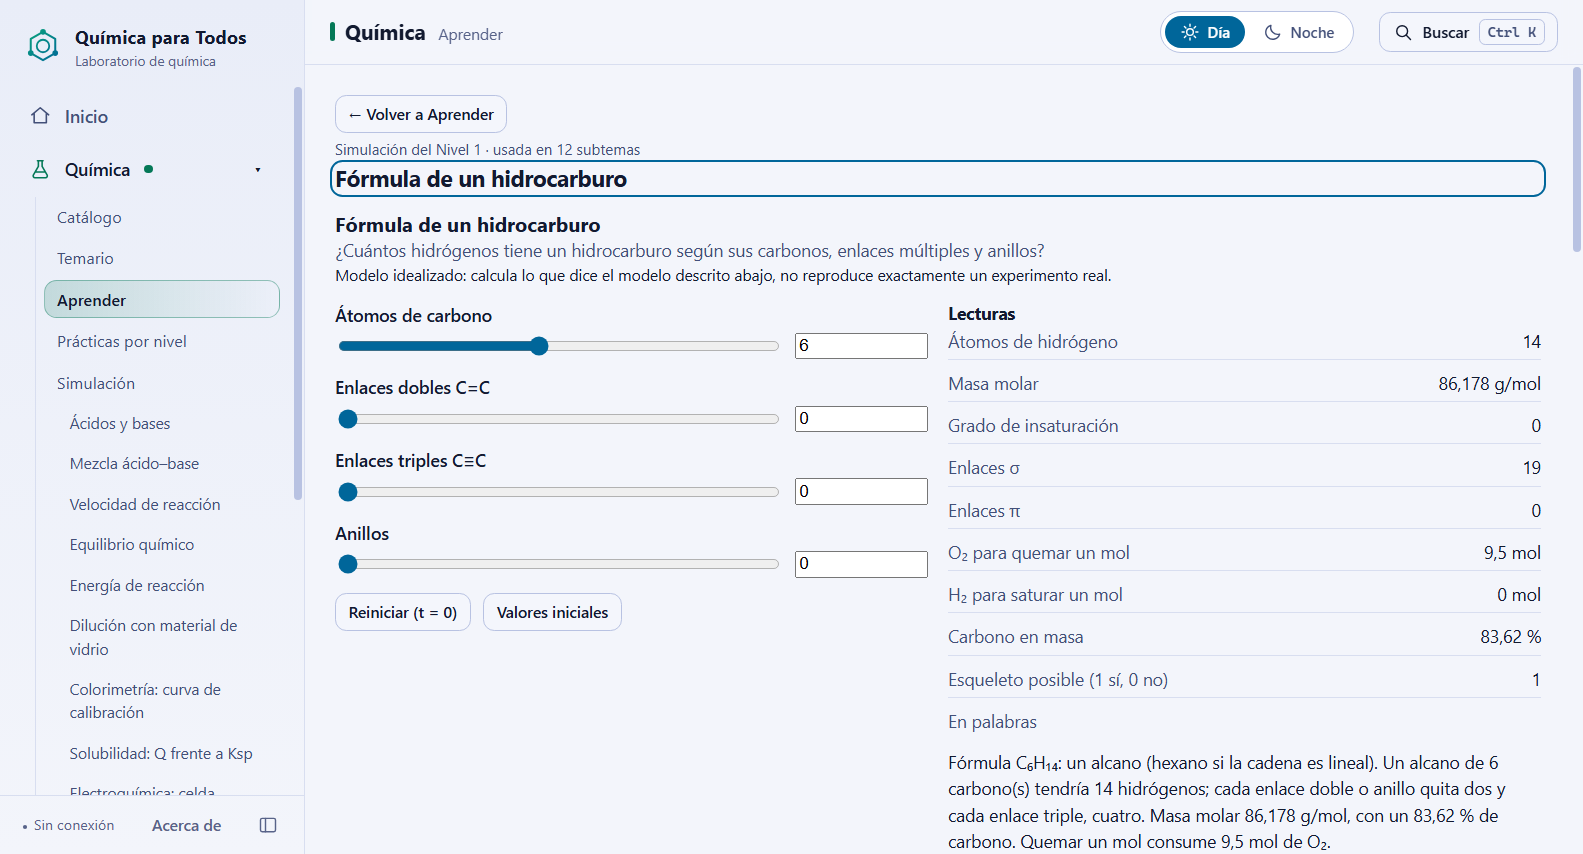 Química para Todos
Laboratorio de química
Inicio
Química
Catálogo
Temario
Aprender
Prácticas por nivel
Simulación
Ácidos y bases
Mezcla ácido–base
Velocidad de reacción
Equilibrio químico
Energía de reacción
Dilución con material de
vidrio
Colorimetría: curva de
calibración
Solubilidad: Q frente a Ksp
Electroquímica: celda
Sin conexión
Acerca de
Química Aprender
Día
Noche
Buscar Ctrl K
← Volver a Aprender
Simulación del Nivel 1 · usada en 12 subtemas
Fórmula de un hidrocarburo
Fórmula de un hidrocarburo
¿Cuántos hidrógenos tiene un hidrocarburo según sus carbonos, enlaces múltiples y anillos?
Modelo idealizado: calcula lo que dice el modelo descrito abajo, no reproduce exactamente un experimento real.
Átomos de carbono
6
Enlaces dobles C=C
0
Enlaces triples C≡C
0
Anillos
0
Reiniciar (t = 0)
Valores iniciales
Lecturas
Átomos de hidrógeno 14
Masa molar 86,178 g/mol
Grado de insaturación 0
Enlaces σ 19
Enlaces π 0
O₂ para quemar un mol 9,5 mol
H₂ para saturar un mol 0 mol
Carbono en masa 83,62 %
Esqueleto posible (1 sí, 0 no) 1
En palabras
Fórmula C₆H₁₄: un alcano (hexano si la cadena es lineal). Un alcano de 6
carbono(s) tendría 14 hidrógenos; cada enlace doble o anillo quita dos y
cada enlace triple, cuatro. Masa molar 86,178 g/mol, con un 83,62 % de
carbono. Quemar un mol consume 9,5 mol de O₂.